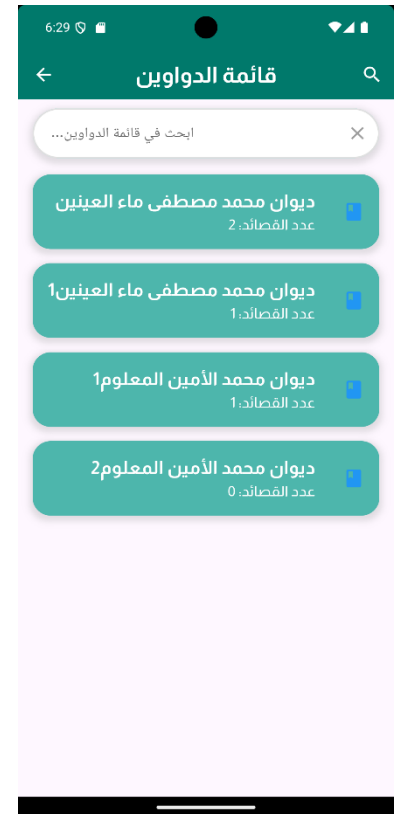 6:29
قائمة الدواوين
ابحث في قائمة الدواوين...
ديوان محمد مصطفى ماء العينين
عدد القصائد: 2
ديوان محمد مصطفى ماء العينين1
عدد القصائد: 1
ديوان محمد الأمين المعلوم1
عدد القصائد: 1
ديوان محمد الأمين المعلوم2
عدد القصائد: 0